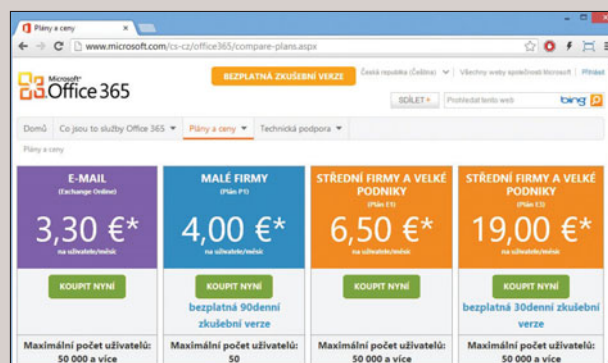 Plány a ceny
www.microsoft.com/cs-cz/office365/compare-plans.aspx
Microsoft®
Office 365
BEZPLATNÁ ZKUŠEBNÍ VERZE
Česká republika (Čeština)
Všechny weby společnosti Microsoft
Přihlásit
SDÍLET
Prohledat tento web
bing
Domů
Co jsou to služby Office 365
Plány a ceny
Technická podpora
Plány a ceny
E-MAIL
(Exchange Online)
3,30 €*
na uživatele/měsíc
KOUPIT NYNÍ
Maximální počet uživatelů:
50 000 a více
MALÉ FIRMY
(Plán P1)
4,00 €*
na uživatele/měsíc
KOUPIT NYNÍ
bezplatná 90denní
zkušební verze
Maximální počet uživatelů:
50
STŘEDNÍ FIRMY A VELKÉ
PODNIKY
(Plán E1)
6,50 €*
na uživatele/měsíc
KOUPIT NYNÍ
Maximální počet uživatelů:
50 000 a více
STŘEDNÍ FIRMY A VELKÉ
PODNIKY
(Plán E3)
19,00 €*
na uživatele/měsíc
KOUPIT NYNÍ
bezplatná 30denní zkušební
verze
Maximální počet uživatelů:
50 000 a více